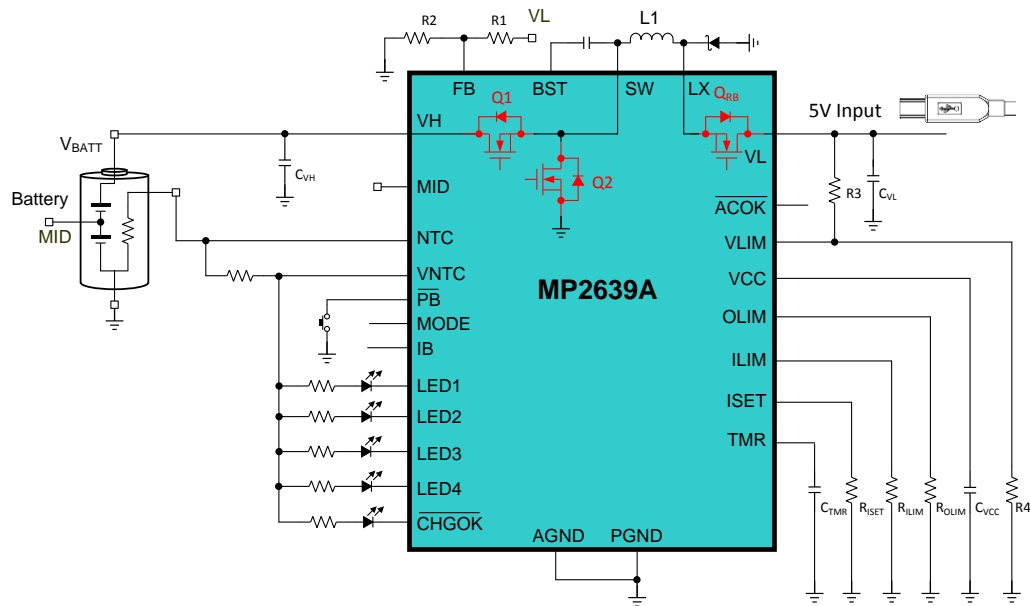 R2
R1
VL
L1
FB
BST
SW
LX
Q1
QRB
5V Input
VH
VL
VBATT
CVH
Q2
R3
CVL
MID
Battery
ACOK
MID
NTC
VLIM
VNTC
VCC
MP2639A
PB
MODE
OLIM
IB
ILIM
LED1
ISET
LED2
TMR
LED3
LED4
CTMR
RISET
RILIM
ROLIM
CVCC
R4
CHGOK
AGND
PGND